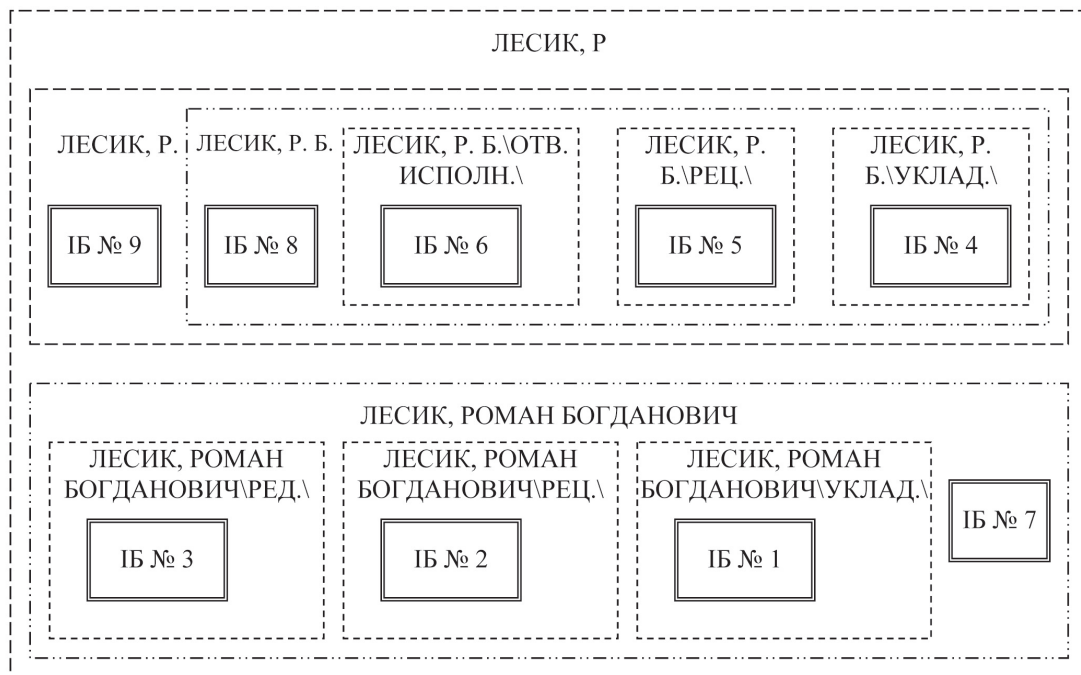 ЛЕСИК, Р
ЛЕСИК, Р.
ІБ № 9
ЛЕСИК, Р. Б.
ІБ № 8
ЛЕСИК, Р. Б.\ОТВ.
ИСПОЛН.\
ІБ № 6
ЛЕСИК, Р.
Б.\РЕЦ.\
ІБ № 5
ЛЕСИК, Р.
Б.\УКЛАД.\
ІБ № 4
ЛЕСИК, РОМАН БОГДАНОВИЧ
ЛЕСИК, РОМАН
БОГДАНОВИЧ\РЕД.\
ІБ № 3
ЛЕСИК, РОМАН
БОГДАНОВИЧ\РЕЦ.\
ІБ № 2
ЛЕСИК, РОМАН
БОГДАНОВИЧ\УКЛАД.\
ІБ № 1
ІБ № 7